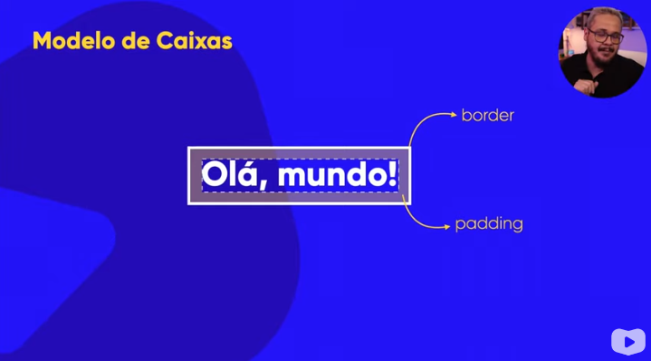 Modelo de Caixas
border
Olá, mundo!
padding